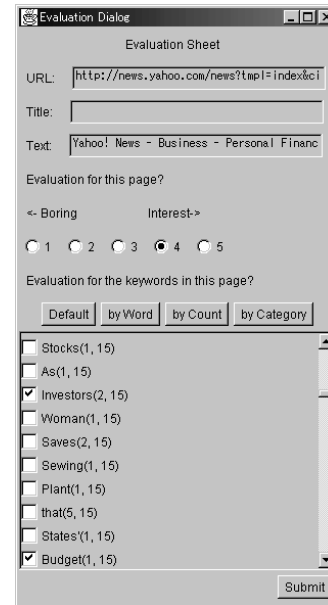 Evaluation Dialog
Evaluation Sheet
URL: http://news.yahoo.com/news?tmpl=index&ci
Title:
Text: Yahoo! News - Business - Personal Financ
Evaluation for this page?
<- Boring Interest->
1 2 3 4 5
Evaluation for the keywords in this page?
Default by Word by Count by Category
Stocks(1, 15)
As(1, 15)
Investors(2, 15)
Woman(1, 15)
Saves(2, 15)
Sewing(1, 15)
Plant(1, 15)
that(5, 15)
States'(1, 15)
Budget(1, 15)
Submit